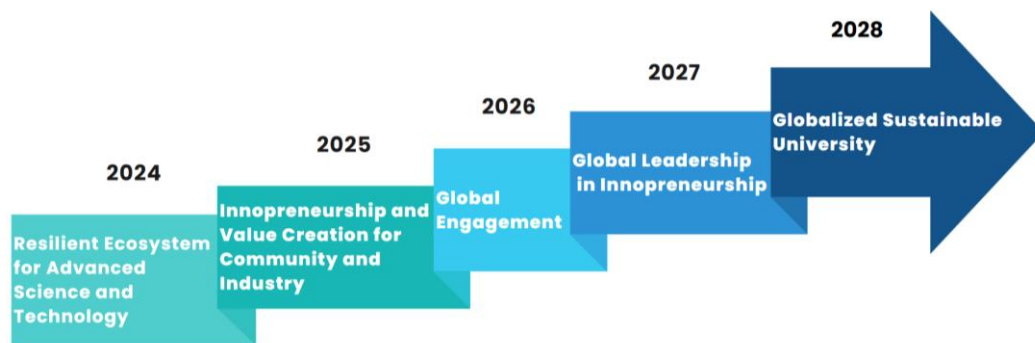 2024
Resilient Ecosystem
for Advanced
Science and
Technology
2025
Innopreneurship and
Value Creation for
Community and
Industry
2026
Global
Engagement
2027
Global Leadership
in Innopreneurship
2028
Globalized Sustainable
University